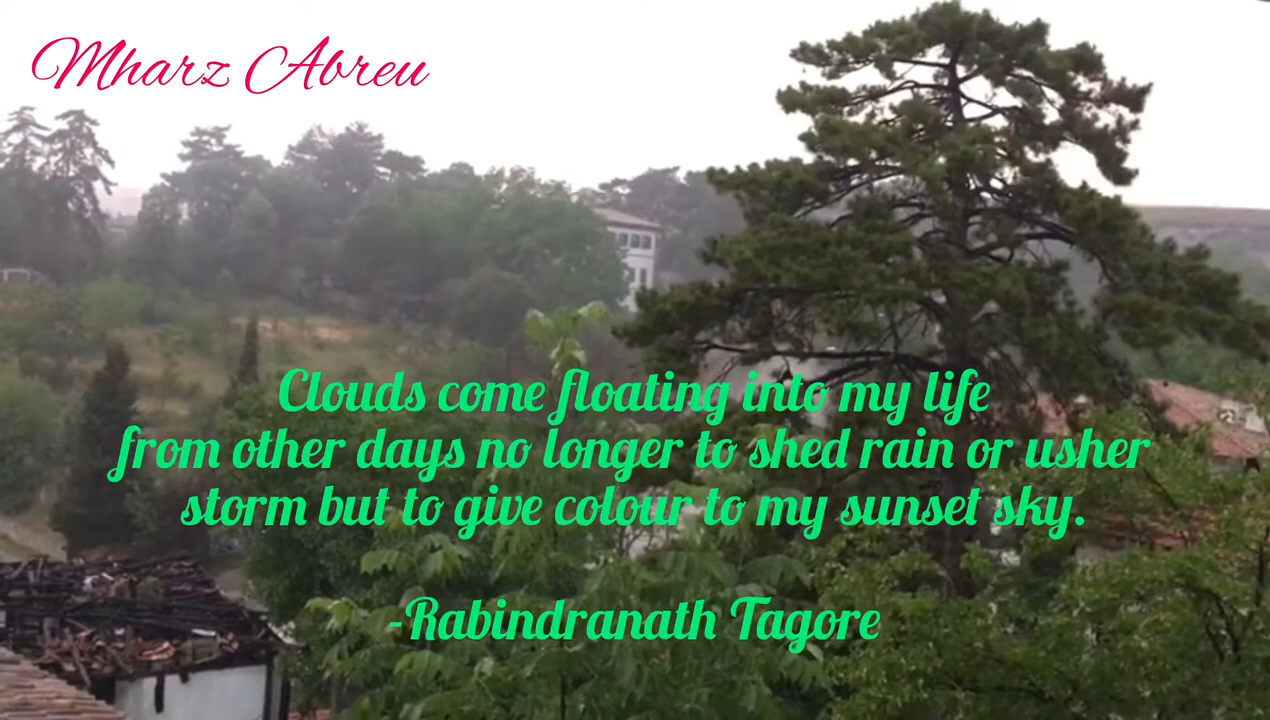 Mharz Abreu
Clouds come floating into my life
from other days no longer to shed rain or usher
storm but to give colour to my sunset sky.
-Rabindranath Tagore